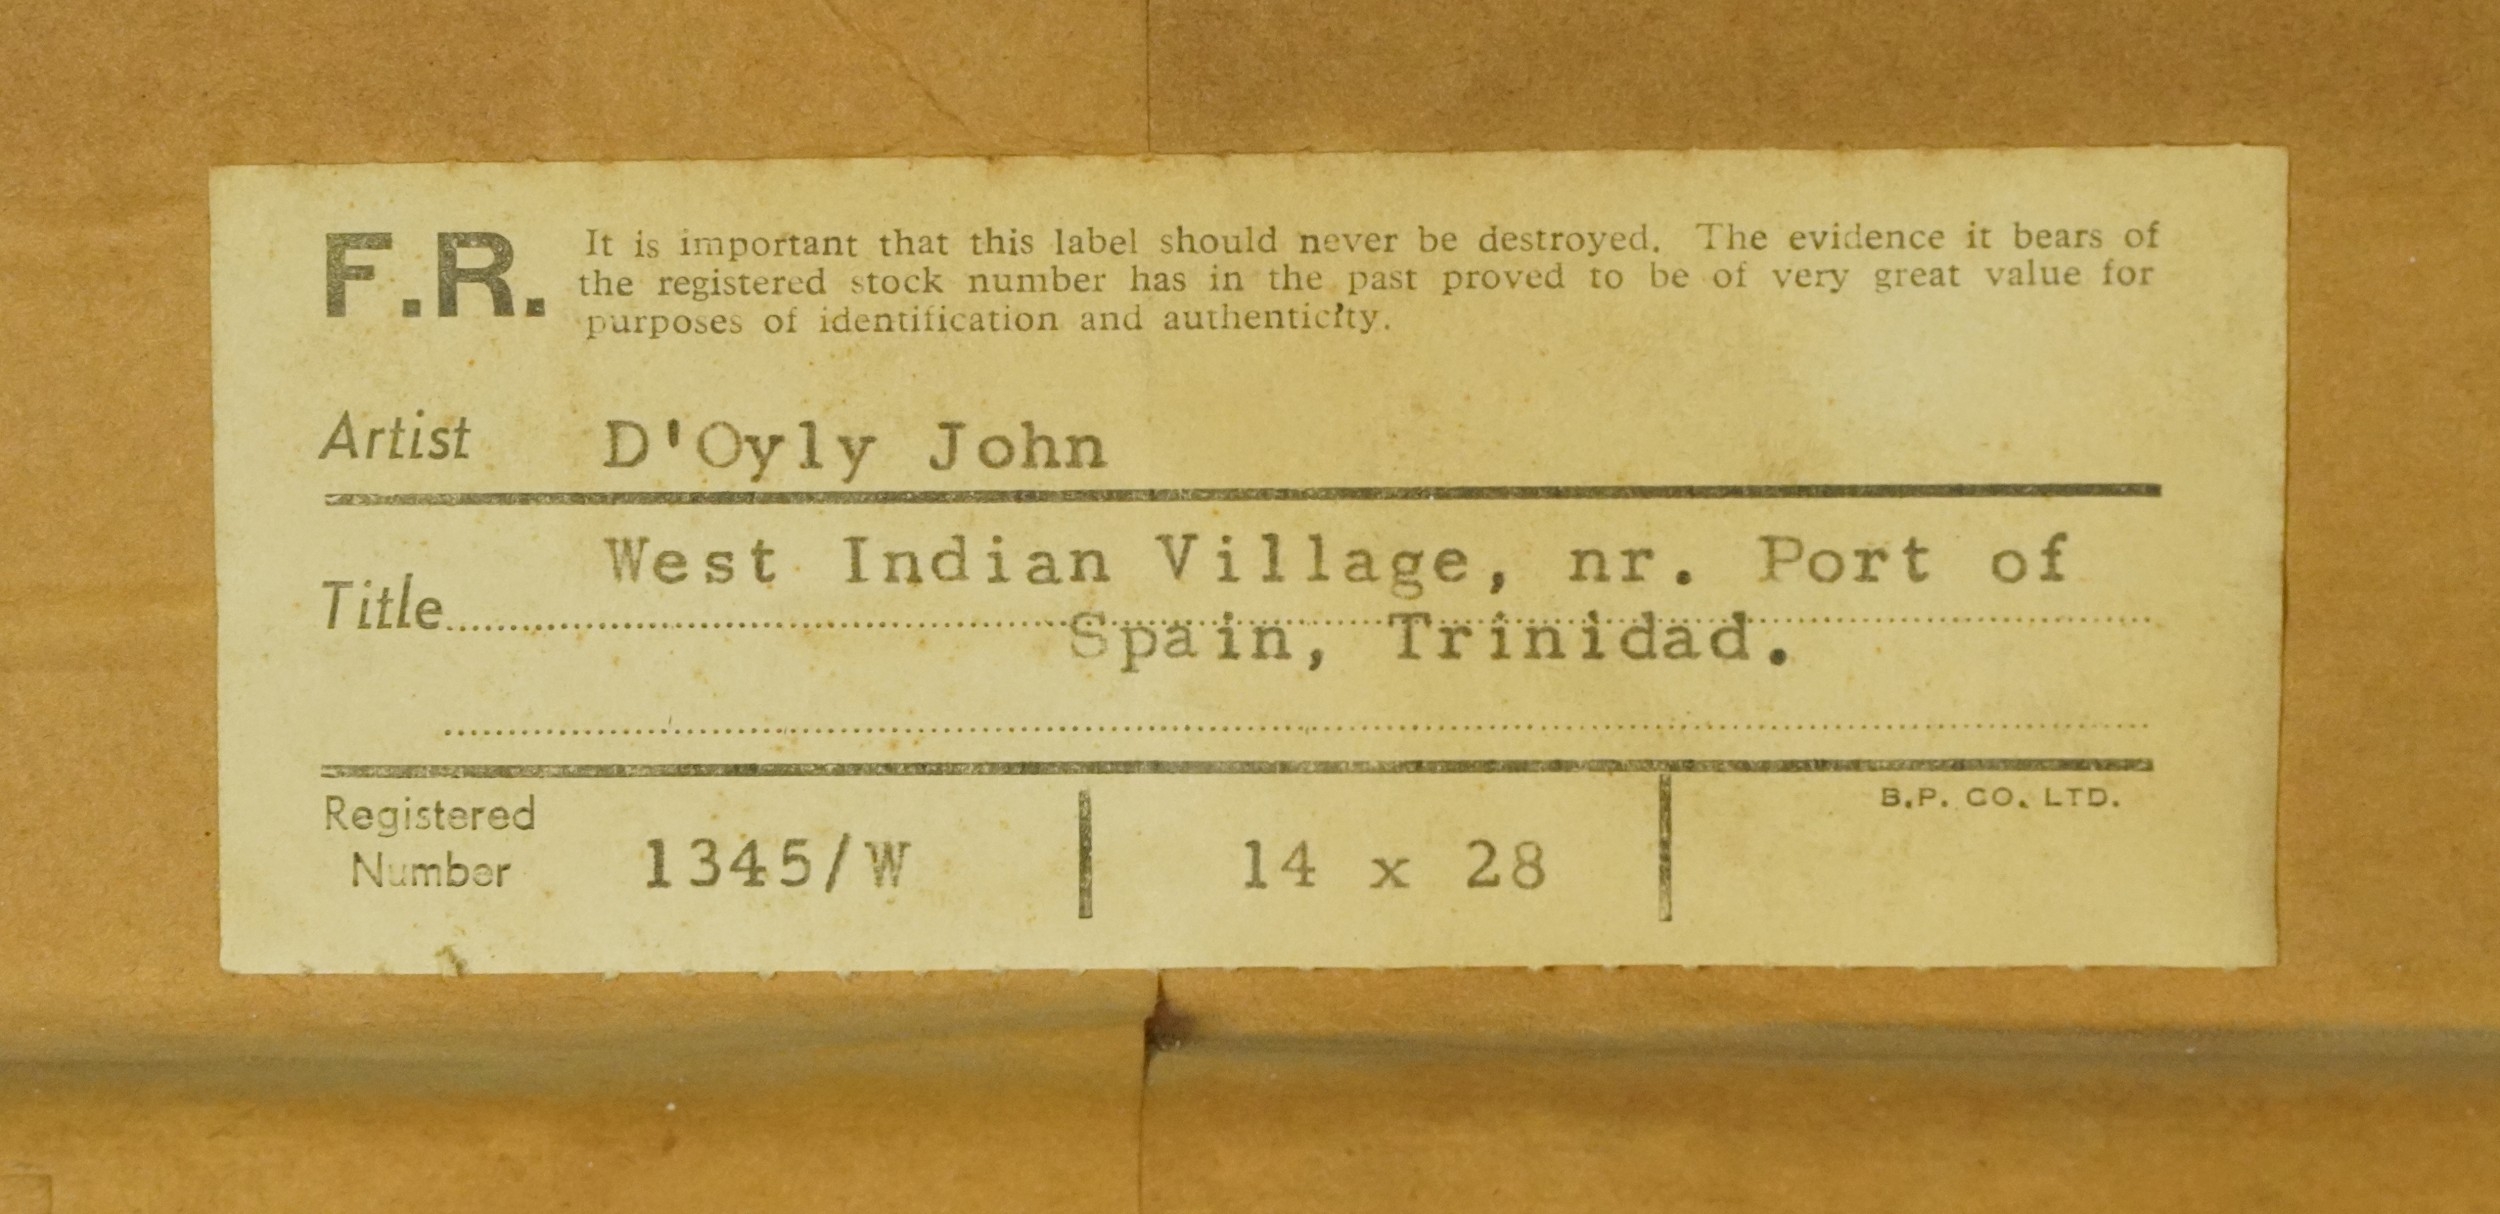 F.R.
It is important that this label should never be destroyed. The evidence it bears of
the registered stock number has in the past proved to be of very great value for
purposes of identification and authenticity.
Artist D'Oyly John
West Indian Village, nr. Port of
Title
Spain, Trinidad.
B.P. CO. LTD.
Registered
Number 1345/W 14 x 28